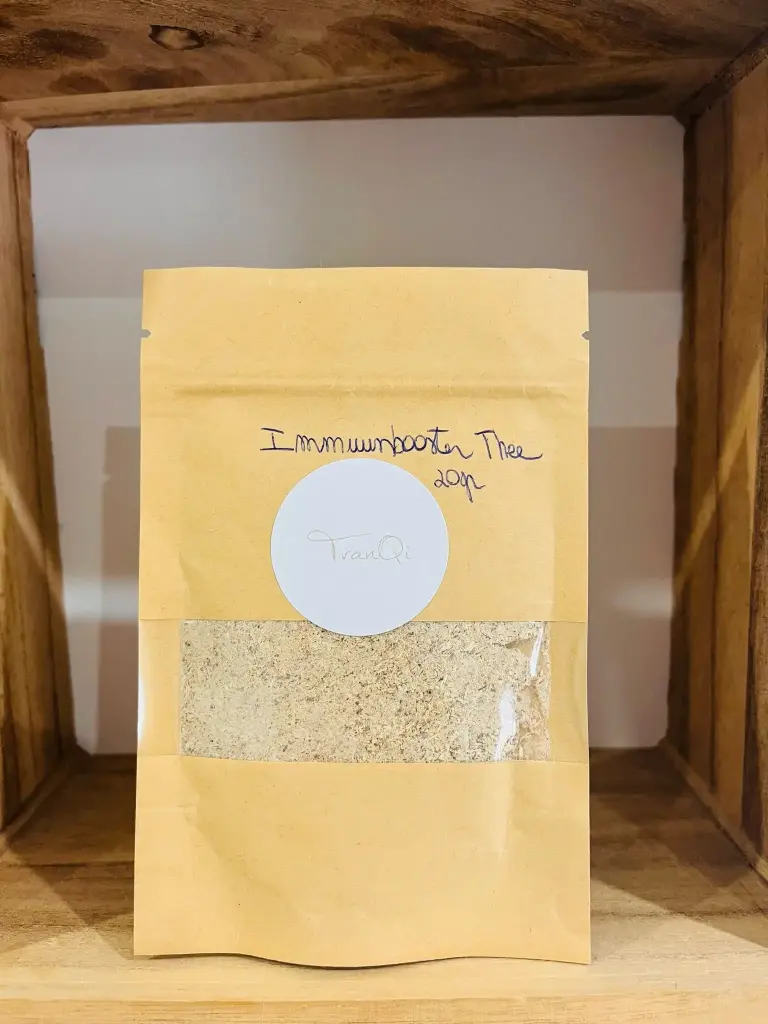 Immuunbooster Thee
20gr
TranQi